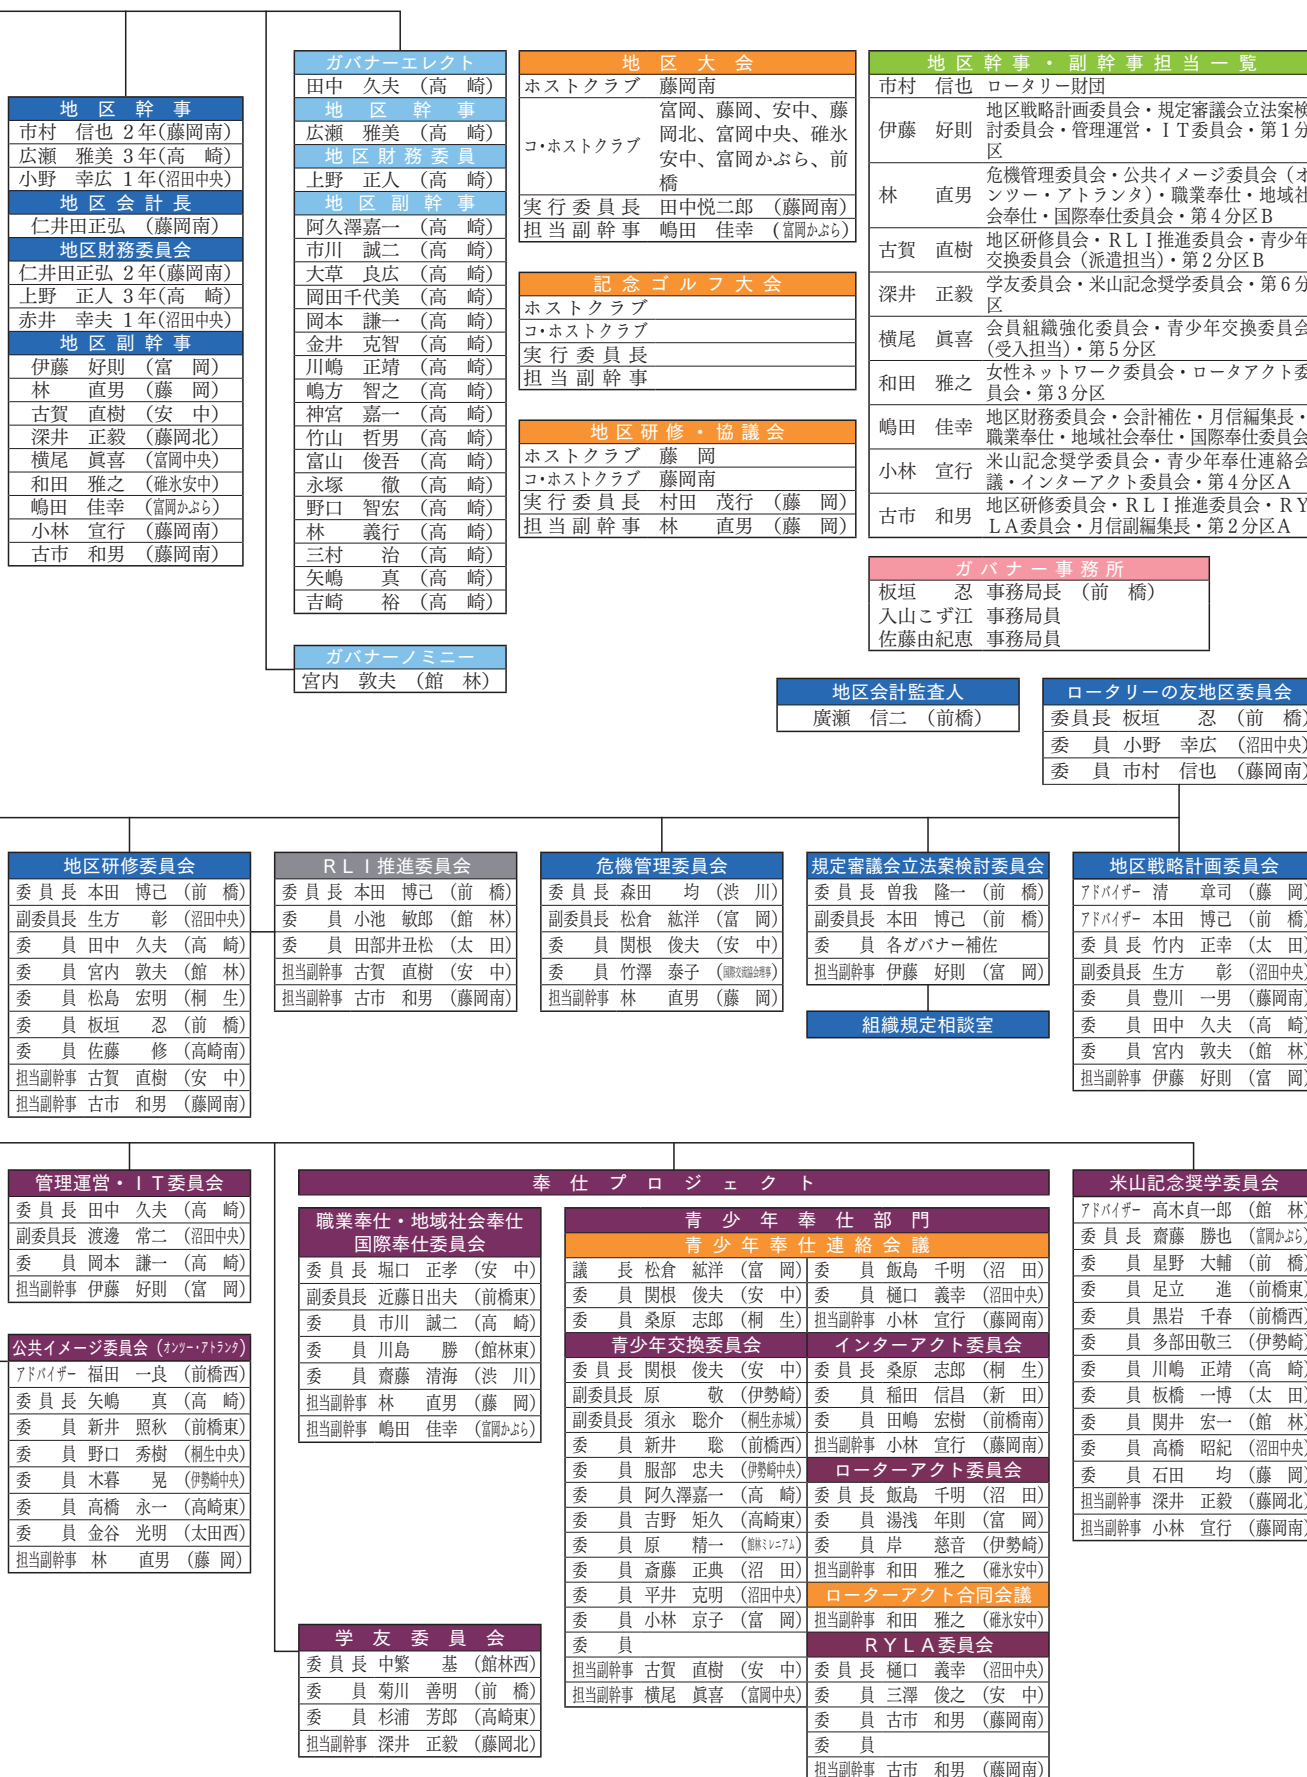 地区幹事
市村　信也 2年(藤岡南)
広瀬　雅美 3年(高　崎)
小野　幸広 1年(沼田中央)
地区会計長
仁井田正弘 (藤岡南)
地区財務委員会
仁井田正弘 2年(藤岡南)
上野　正人 3年(高　崎)
赤井　幸夫 1年(沼田中央)
地区副幹事
伊藤　好則 (富　岡)
林　　直男 (藤　岡)
古賀　直樹 (安　中)
深井　正毅 (藤岡北)
横尾　眞喜 (富岡中央)
和田　雅之 (碓氷安中)
嶋田　佳幸 (富岡かぶら)
小林　宣行 (藤岡南)
古市　和男 (藤岡南)
ガバナーエレクト
田中　久夫 (高　崎)
地区幹事
広瀬　雅美 (高　崎)
地区財務委員
上野　正人 (高　崎)
地区副幹事
阿久澤嘉一 (高　崎)
市川　誠二 (高　崎)
大草　良広 (高　崎)
岡田千代美 (高　崎)
岡本　謙一 (高　崎)
金井　克智 (高　崎)
川嶋　正靖 (高　崎)
嶋方　智之 (高　崎)
神宮　嘉一 (高　崎)
竹山　哲男 (高　崎)
富山　俊吾 (高　崎)
永塚　　徹 (高　崎)
野口　智宏 (高　崎)
林　　義行 (高　崎)
三村　　治 (高　崎)
矢嶋　　真 (高　崎)
吉崎　　裕 (高　崎)
ガバナーノミニー
宮内　敦夫 (館　林)
地区大会
ホストクラブ 藤岡南
コ・ホストクラブ 富岡、藤岡、安中、藤
岡北、富岡中央、碓氷
安中、富岡かぶら、前
橋
実行委員長 田中悦二郎 (藤岡南)
担当副幹事 嶋田　佳幸 (富岡かぶら)
記念ゴルフ大会
ホストクラブ
コ・ホストクラブ
実行委員長
担当副幹事
地区研修・協議会
ホストクラブ 藤　岡
コ・ホストクラブ 藤岡南
実行委員長 村田　茂行 (藤　岡)
担当副幹事 林　　直男 (藤　岡)
地区幹事・副幹事担当一覧
市村　信也 ロータリー財団
伊藤　好則 地区戦略計画委員会・規定審議会立法案検
討委員会・管理運営・IT委員会・第1分
区
林　　直男 危機管理委員会・公共イメージ委員会(オ
ンツー・アトランタ)・職業奉仕・地域社
会奉仕・国際奉仕委員会・第4分区B
古賀　直樹 地区研修員会・RLI推進委員会・青少年
交換委員会(派遣担当)・第2分区B
深井　正毅 学友委員会・米山記念奨学委員会・第6分
区
横尾　眞喜 会員組織強化委員会・青少年交換委員会
(受入担当)・第5分区
和田　雅之 女性ネットワーク委員会・ロータアクト委
員会・第3分区
嶋田　佳幸 地区財務委員会・会計補佐・月信編集長・
職業奉仕・地域社会奉仕・国際奉仕委員会
小林　宣行 米山記念奨学委員会・青少年奉仕連絡会
議・インターアクト委員会・第4分区A
古市　和男 地区研修委員会・RLI推進委員会・RY
LA委員会・月信副編集長・第2分区A
ガバナー事務所
板垣　　忍 事務局長 (前　橋)
入山こず江 事務局員
佐藤由紀恵 事務局員
地区会計監査人
廣瀬　信二 (前橋)
ロータリーの友地区委員会
委員長 板垣　　忍 (前　橋)
委　員 小野　幸広 (沼田中央)
委　員 市村　信也 (藤岡南)
地区研修委員会
委員長 本田　博己 (前　橋)
副委員長 生方　　彰 (沼田中央)
委　員 田中　久夫 (高　崎)
委　員 宮内　敦夫 (館　林)
委　員 松島　宏明 (桐　生)
委　員 板垣　　忍 (前　橋)
委　員 佐藤　　修 (高崎南)
担当副幹事 古賀　直樹 (安　中)
担当副幹事 古市　和男 (藤岡南)
RLI推進委員会
委員長 本田　博己 (前　橋)
委　員 小池　敏郎 (館　林)
委　員 田部井丑松 (太　田)
担当副幹事 古賀　直樹 (安　中)
担当副幹事 古市　和男 (藤岡南)
危機管理委員会
委員長 森田　　均 (渋　川)
副委員長 松倉　紘洋 (富　岡)
委　員 関根　俊夫 (安　中)
委　員 竹澤　泰子 (国際交流協会理事)
担当副幹事 林　　直男 (藤　岡)
規定審議会立法案検討委員会
委員長 曽我　隆一 (前　橋)
副委員長 本田　博己 (前　橋)
委　員 各ガバナー補佐
担当副幹事 伊藤　好則 (富　岡)
組織規定相談室
地区戦略計画委員会
アドバイザー 清　　章司 (藤　岡)
アドバイザー 本田　博己 (前　橋)
委員長 竹内　正幸 (太　田)
副委員長 生方　　彰 (沼田中央)
委　員 豊川　一男 (藤岡南)
委　員 田中　久夫 (高　崎)
委　員 宮内　敦夫 (館　林)
担当副幹事 伊藤　好則 (富　岡)
管理運営・IT委員会
委員長 田中　久夫 (高　崎)
副委員長 渡邊　常二 (沼田中央)
委　員 岡本　謙一 (高　崎)
担当副幹事 伊藤　好則 (富　岡)
公共イメージ委員会(オンツー・アトランタ)
アドバイザー 福田　一良 (前橋西)
委員長 矢嶋　　真 (高　崎)
委　員 新井　照秋 (前橋東)
委　員 野口　秀樹 (桐生中央)
委　員 木暮　　晃 (伊勢崎中央)
委　員 高橋　永一 (高崎東)
委　員 金谷　光明 (太田西)
担当副幹事 林　　直男 (藤　岡)
奉仕プロジェクト
職業奉仕・地域社会奉仕
国際奉仕委員会
委員長 堀口　正孝 (安　中)
副委員長 近藤日出夫 (前橋東)
委　員 市川　誠二 (高　崎)
委　員 川島　　勝 (館林東)
委　員 齋藤　清海 (渋　川)
担当副幹事 林　　直男 (藤　岡)
担当副幹事 嶋田　佳幸 (富岡かぶら)
学友委員会
委員長 中繁　　基 (館林西)
委　員 菊川　善明 (前　橋)
委　員 杉浦　芳郎 (高崎東)
担当副幹事 深井　正毅 (藤岡北)
青少年奉仕部門
青少年奉仕連絡会議
議　長 松倉　紘洋 (富　岡)
委　員 関根　俊夫 (安　中)
委　員 桑原　志郎 (桐　生)
委　員 飯島　千明 (沼　田)
委　員 樋口　義幸 (沼田中央)
担当副幹事 小林　宣行 (藤岡南)
青少年交換委員会
委員長 関根　俊夫 (安　中)
副委員長 原　　敬 (伊勢崎)
副委員長 須永　聡介 (桐生赤城)
委　員 新井　　聡 (前橋西)
委　員 服部　忠夫 (伊勢崎中央)
委　員 阿久澤嘉一 (高　崎)
委　員 吉野　矩久 (高崎東)
委　員 原　　精一 (館林ミレニアム)
委　員 斎藤　正典 (沼　田)
委　員 平井　克明 (沼田中央)
委　員 小林　京子 (富　岡)
委　員
担当副幹事 古賀　直樹 (安　中)
担当副幹事 横尾　眞喜 (富岡中央)
インターアクト委員会
委員長 桑原　志郎 (桐　生)
委　員 稲田　信昌 (新　田)
委　員 田嶋　宏樹 (前橋南)
担当副幹事 小林　宣行 (藤岡南)
ローターアクト委員会
委員長 飯島　千明 (沼　田)
委　員 湯浅　年則 (富　岡)
委　員 岸　　慈音 (伊勢崎)
担当副幹事 和田　雅之 (碓氷安中)
ローターアクト合同会議
担当副幹事 和田　雅之 (碓氷安中)
RYLA委員会
委員長 樋口　義幸 (沼田中央)
委　員 三澤　俊之 (安　中)
委　員 古市　和男 (藤岡南)
委　員
担当副幹事 古市　和男 (藤岡南)
米山記念奨学委員会
アドバイザー 高木貞一郎 (館　林)
委員長 齋藤　勝也 (富岡かぶら)
委　員 星野　大輔 (前　橋)
委　員 足立　　進 (前橋東)
委　員 黒岩　千春 (前橋西)
委　員 多部田敬三 (伊勢崎)
委　員 川嶋　正靖 (高　崎)
委　員 板橋　一博 (太　田)
委　員 関井　宏一 (館　林)
委　員 高橋　昭紀 (沼田中央)
委　員 石田　　均 (藤　岡)
担当副幹事 深井　正毅 (藤岡北)
担当副幹事 小林　宣行 (藤岡南)